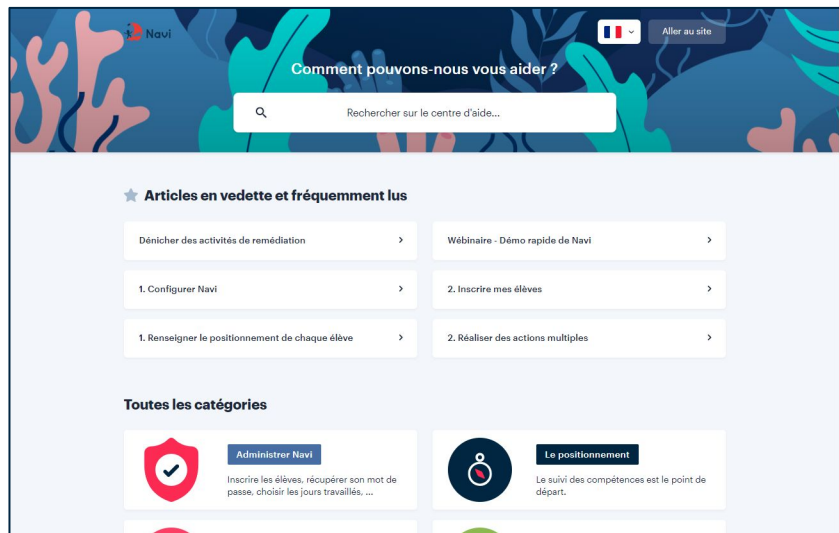 Navi
Aller au site
Comment pouvons-nous vous aider ?
Rechercher sur le centre d'aide...
Articles en vedette et fréquemment lus
Dénicher des activités de remédiation
Wébinaire - Démo rapide de Navi
1. Configurer Navi
2. Inscrire mes élèves
1. Renseigner le positionnement de chaque élève
2. Réaliser des actions multiples
Toutes les catégories
Administrer Navi
Inscrire les élèves, récupérer son mot de
passe, choisir les jours travaillés, ...
Le positionnement
Le suivi des compétences est le point de
départ.